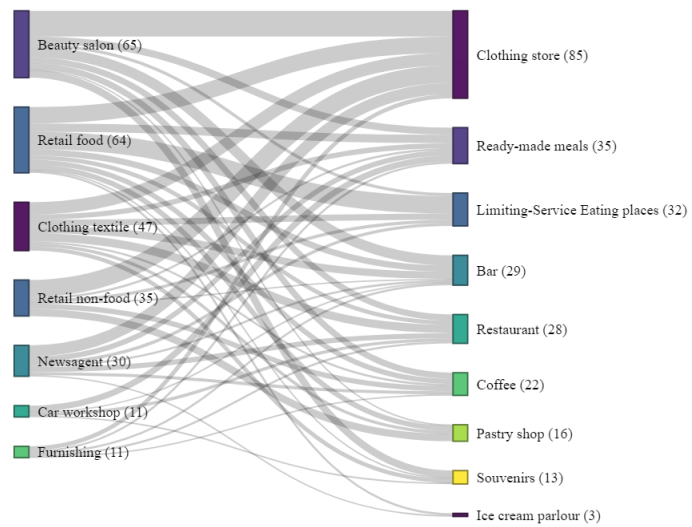 Beauty salon (65)
Retail food (64)
Clothing textile (47)
Retail non-food (35)
Newsagent (30)
Car workshop (11)
Furnishing (11)
Clothing store (85)
Ready-made meals (35)
Limiting-Service Eating places (32)
Bar (29)
Restaurant (28)
Coffee (22)
Pastry shop (16)
Souvenirs (13)
Ice cream parlour (3)